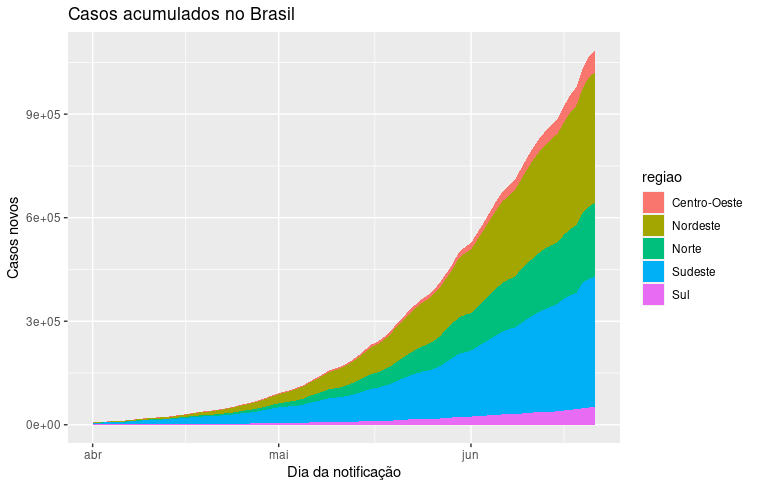 Casos acumulados no Brasil
Casos novos
9e+05
6e+05
3e+05
0e+00
abr
mai
jun
Dia da notificação
regiao
Centro-Oeste
Nordeste
Norte
Sudeste
Sul